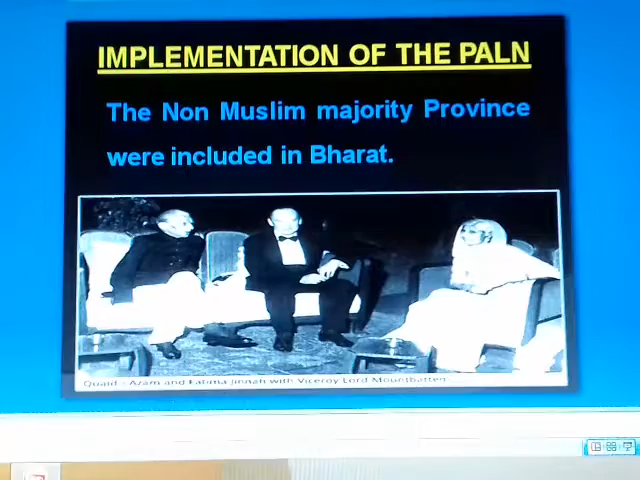 IMPLEMENTATION OF THE PALN
The Non Muslim majority Province
were included in Bharat.
Quaid - Azam and Fatima Jinnah with Viceroy Lord Mountbatten